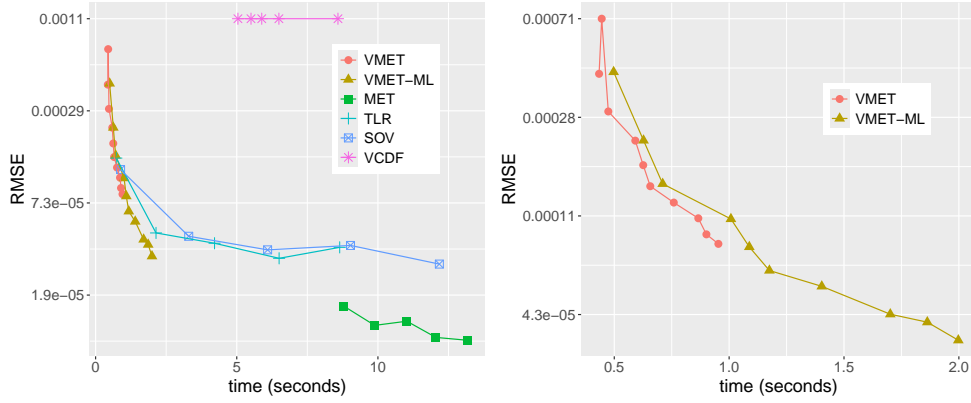 0.0011
0.00029
7.3e−05
1.9e−05
RMSE
0
5
10
time (seconds)
VMET
VMET−ML
MET
TLR
SOV
VCDF
0.00071
0.00028
0.00011
4.3e−05
RMSE
0.5
1.0
1.5
2.0
time (seconds)
VMET
VMET−ML